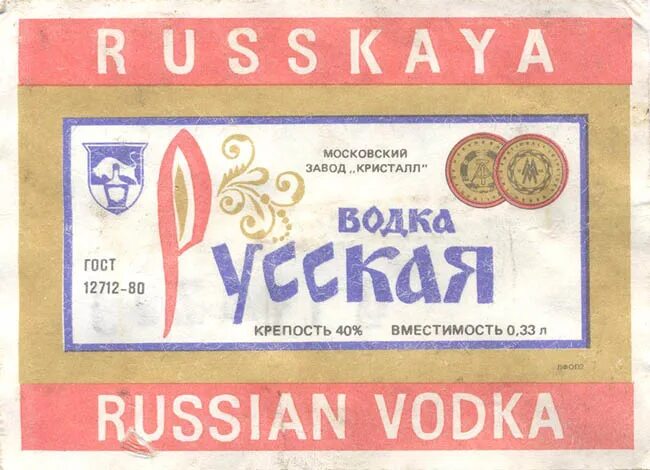 RUSSKAYA
МОСКОВСКИЙ
ЗАВОД „КРИСТАЛЛ"
ВОДКА
Русская
ГОСТ
12712-80
КРЕПОСТЬ 40% ВМЕСТИМОСТЬ 0,33 л
RUSSIAN VODKA